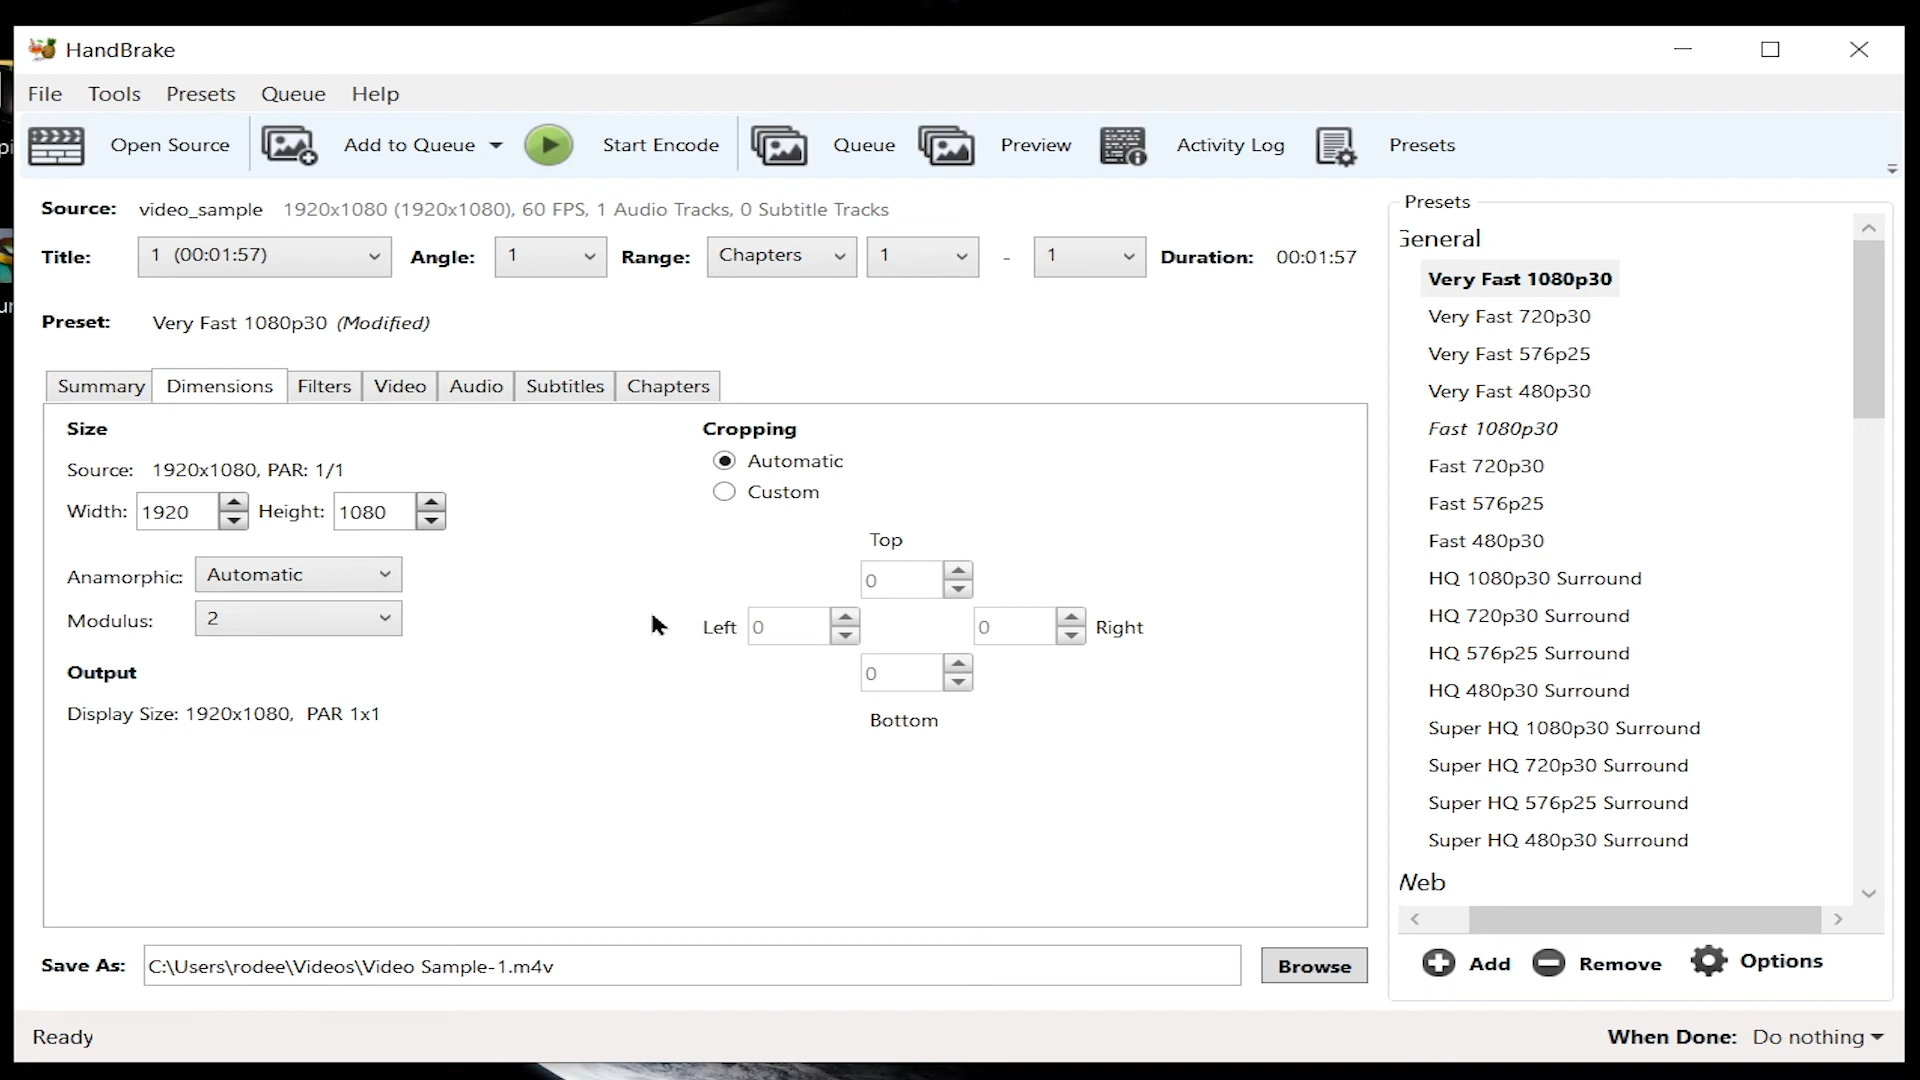 HandBrake
File Tools Presets Queue Help
Open Source Add to Queue Start Encode Queue Preview Activity Log Presets
Source: video_sample 1920x1080 (1920x1080), 60 FPS, 1 Audio Tracks, 0 Subtitle Tracks
Title: 1 (00:01:57) Angle: 1 Range: Chapters 1 - 1 Duration: 00:01:57
Preset: Very Fast 1080p30 (Modified)
Summary Dimensions Filters Video Audio Subtitles Chapters
Size
Source: 1920x1080, PAR: 1/1
Width: 1920 Height: 1080
Anamorphic: Automatic
Modulus: 2
Output
Display Size: 1920x1080, PAR 1x1
Cropping
Automatic
Custom
Top
0
Left 0 0 Right
0
Bottom
Save As: C:\Users\rodee\Videos\Video Sample-1.m4v Browse
Presets
General
Very Fast 1080p30
Very Fast 720p30
Very Fast 576p25
Very Fast 480p30
Fast 1080p30
Fast 720p30
Fast 576p25
Fast 480p30
HQ 1080p30 Surround
HQ 720p30 Surround
HQ 576p25 Surround
HQ 480p30 Surround
Super HQ 1080p30 Surround
Super HQ 720p30 Surround
Super HQ 576p25 Surround
Super HQ 480p30 Surround
Web
Add Remove Options
Ready When Done: Do nothing